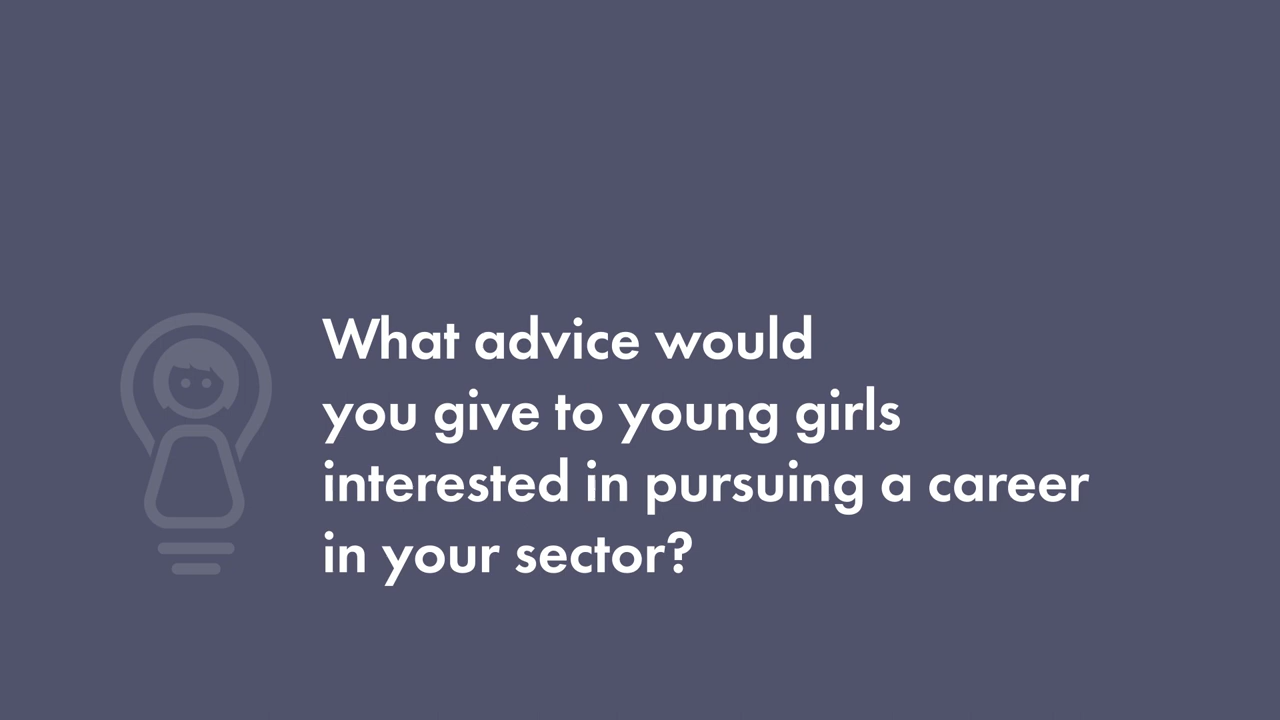 What advice would
you give to young girls
interested in pursuing a career
in your sector?